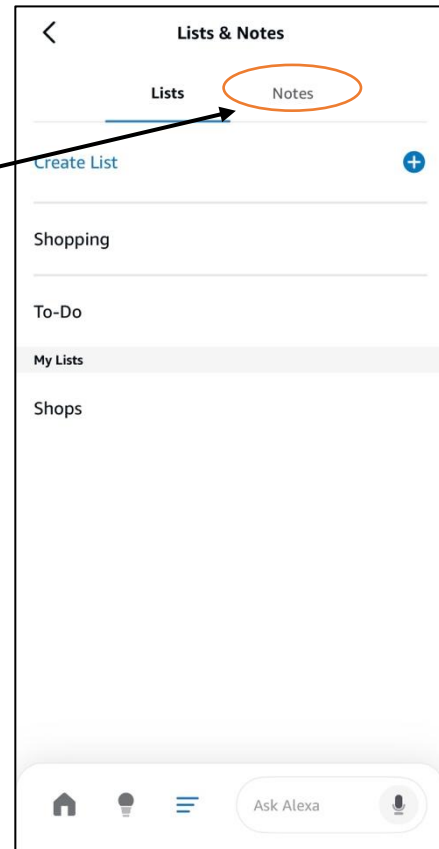 Lists & Notes
Lists Notes
Create List
Shopping
To-Do
My Lists
Shops
Ask Alexa